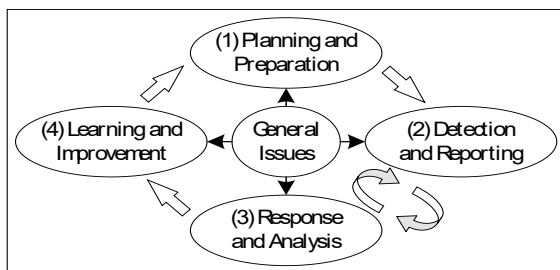 (1) Planning and
Preparation
(4) Learning and
Improvement
General
Issues
(2) Detection
and Reporting
(3) Response
and Analysis